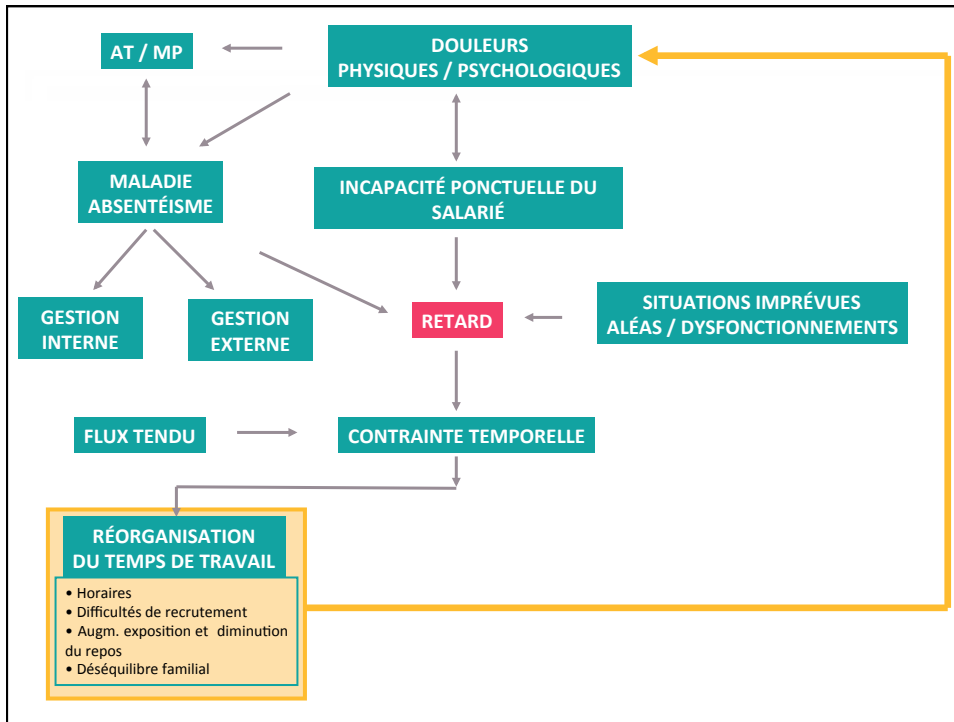 AT / MP
DOULEURS
PHYSIQUES / PSYCHOLOGIQUES
MALADIE
ABSENTÉISME
INCAPACITÉ PONCTUELLE DU
SALARIÉ
GESTION
INTERNE
GESTION
EXTERNE
RETARD
SITUATIONS IMPRÉVUES
ALÉAS / DYSFONCTIONNEMENTS
FLUX TENDU
CONTRAINTE TEMPORELLE
RÉORGANISATION
DU TEMPS DE TRAVAIL
• Horaires
• Difficultés de recrutement
• Augm. exposition et diminution
du repos
• Déséquilibre familial